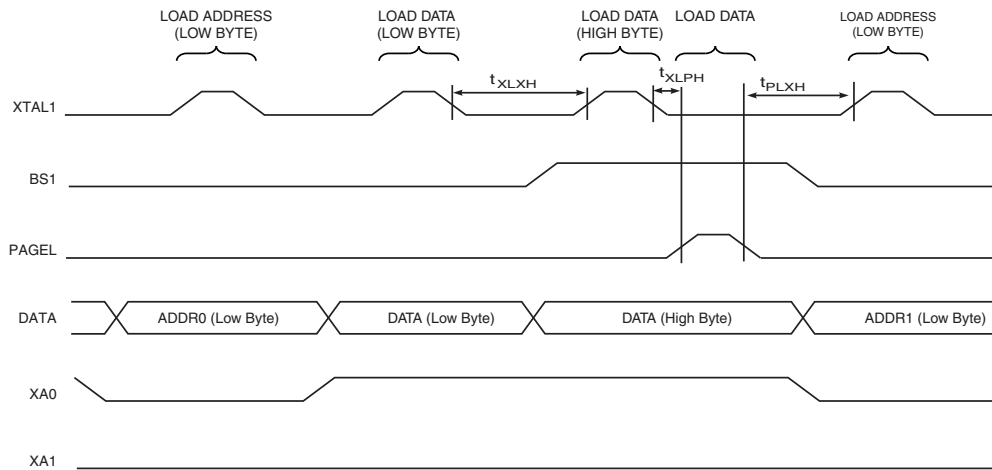 LOAD ADDRESS
(LOW BYTE)
LOAD DATA
(LOW BYTE)
LOAD DATA
(HIGH BYTE)
LOAD DATA
LOAD ADDRESS
(LOW BYTE)
tXLXH
tXLPH
tPLXH
XTAL1
BS1
PAGEL
DATA
ADDR0 (Low Byte)
DATA (Low Byte)
DATA (High Byte)
ADDR1 (Low Byte)
XA0
XA1